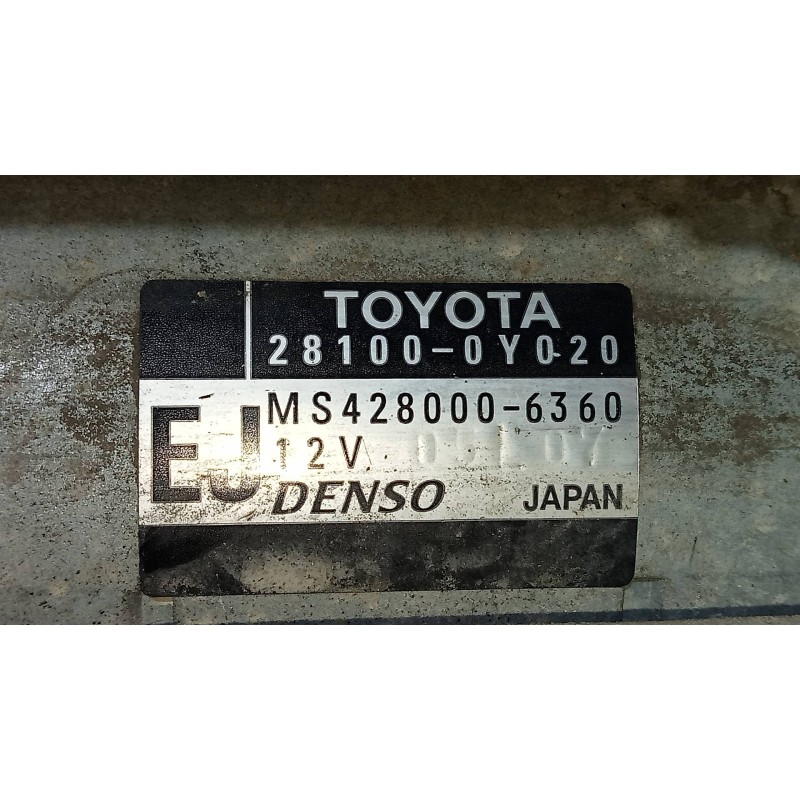 TOYOTA
28100-0Y020
EJ
MS428000-6360
12V
DENSO
JAPAN